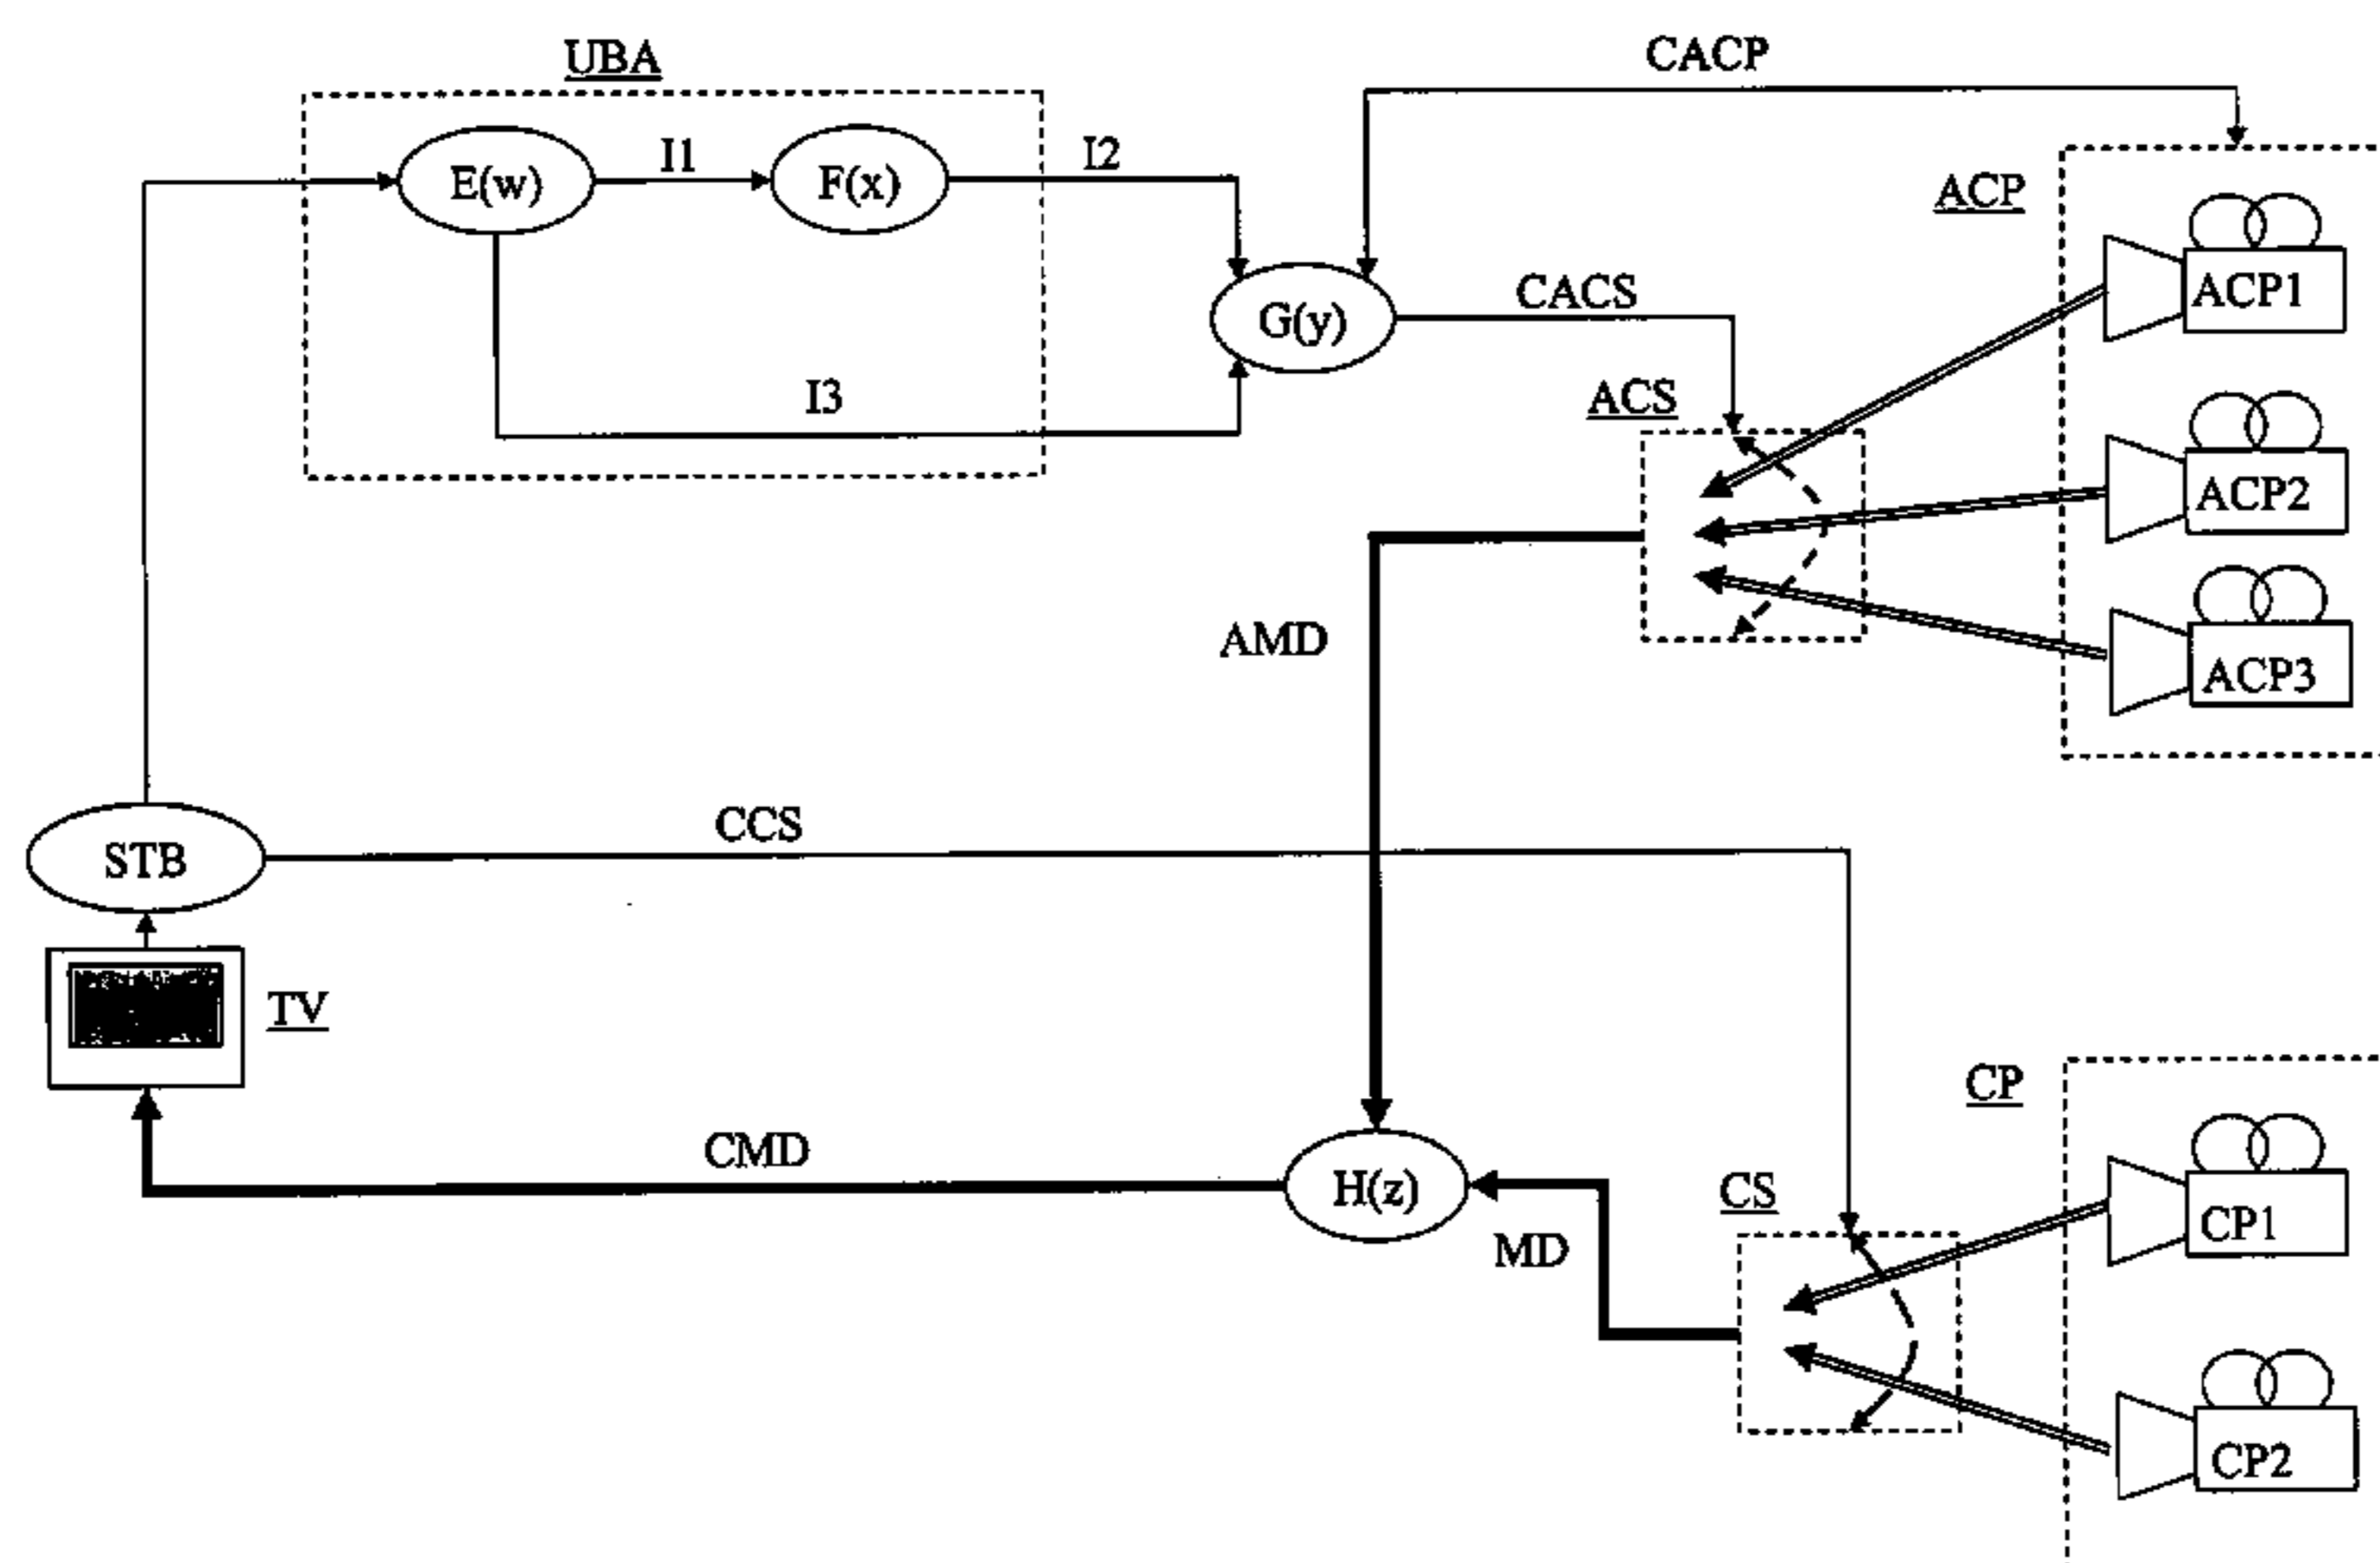 UBA
CACP
E(w)
I1
F(x)
I2
ACP
ACP1
G(y)
CACS
I3
ACS
ACP2
AMD
ACP3
STB
CCS
TV
CP
CMD
H(z)
CS
CP1
MD
CP2